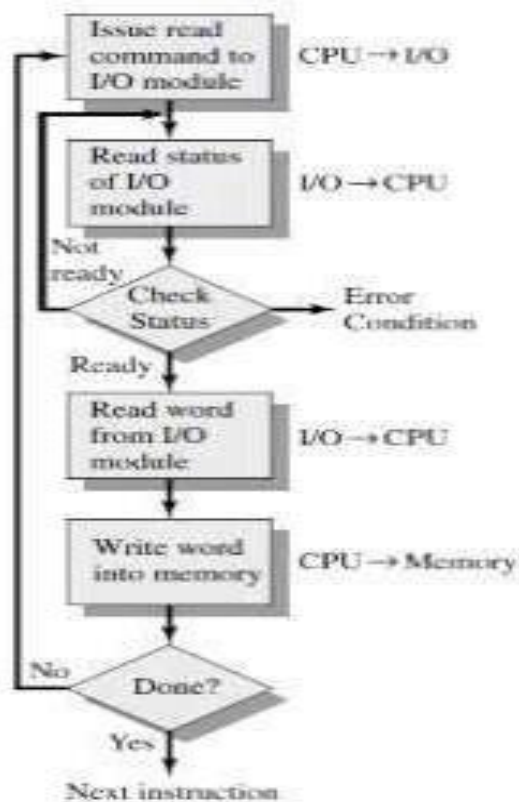 Issue read
command to
I/O module
CPU → I/O
Read status
of I/O
module
I/O → CPU
Not
ready
Check
Status
Error
Condition
Ready
Read word
from I/O
module
I/O → CPU
Write word
into memory
CPU → Memory
No
Done?
Yes
Next instruction